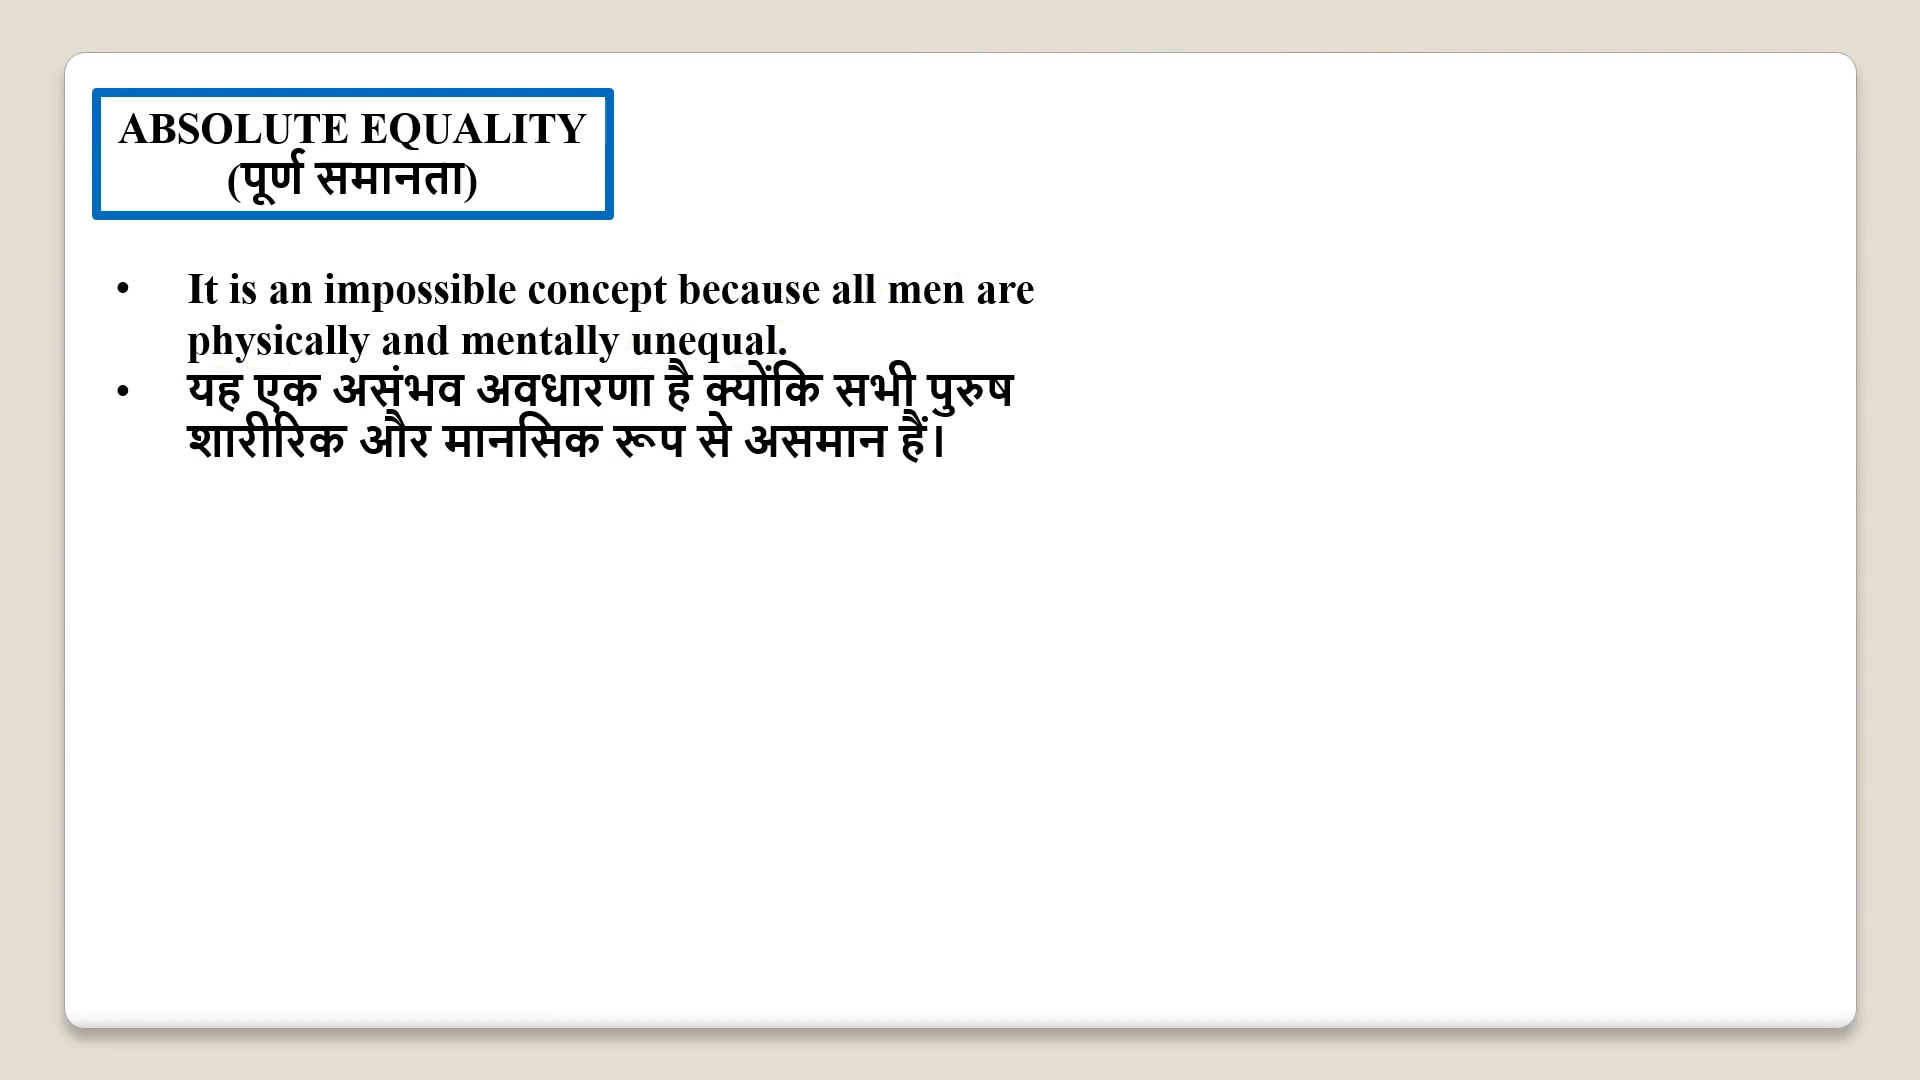 ABSOLUTE EQUALITY
(पूर्ण समानता)
• It is an impossible concept because all men are
physically and mentally unequal.
• यह एक असंभव अवधारणा है क्योंकि सभी पुरुष
शारीरिक और मानसिक रूप से असमान हैं।